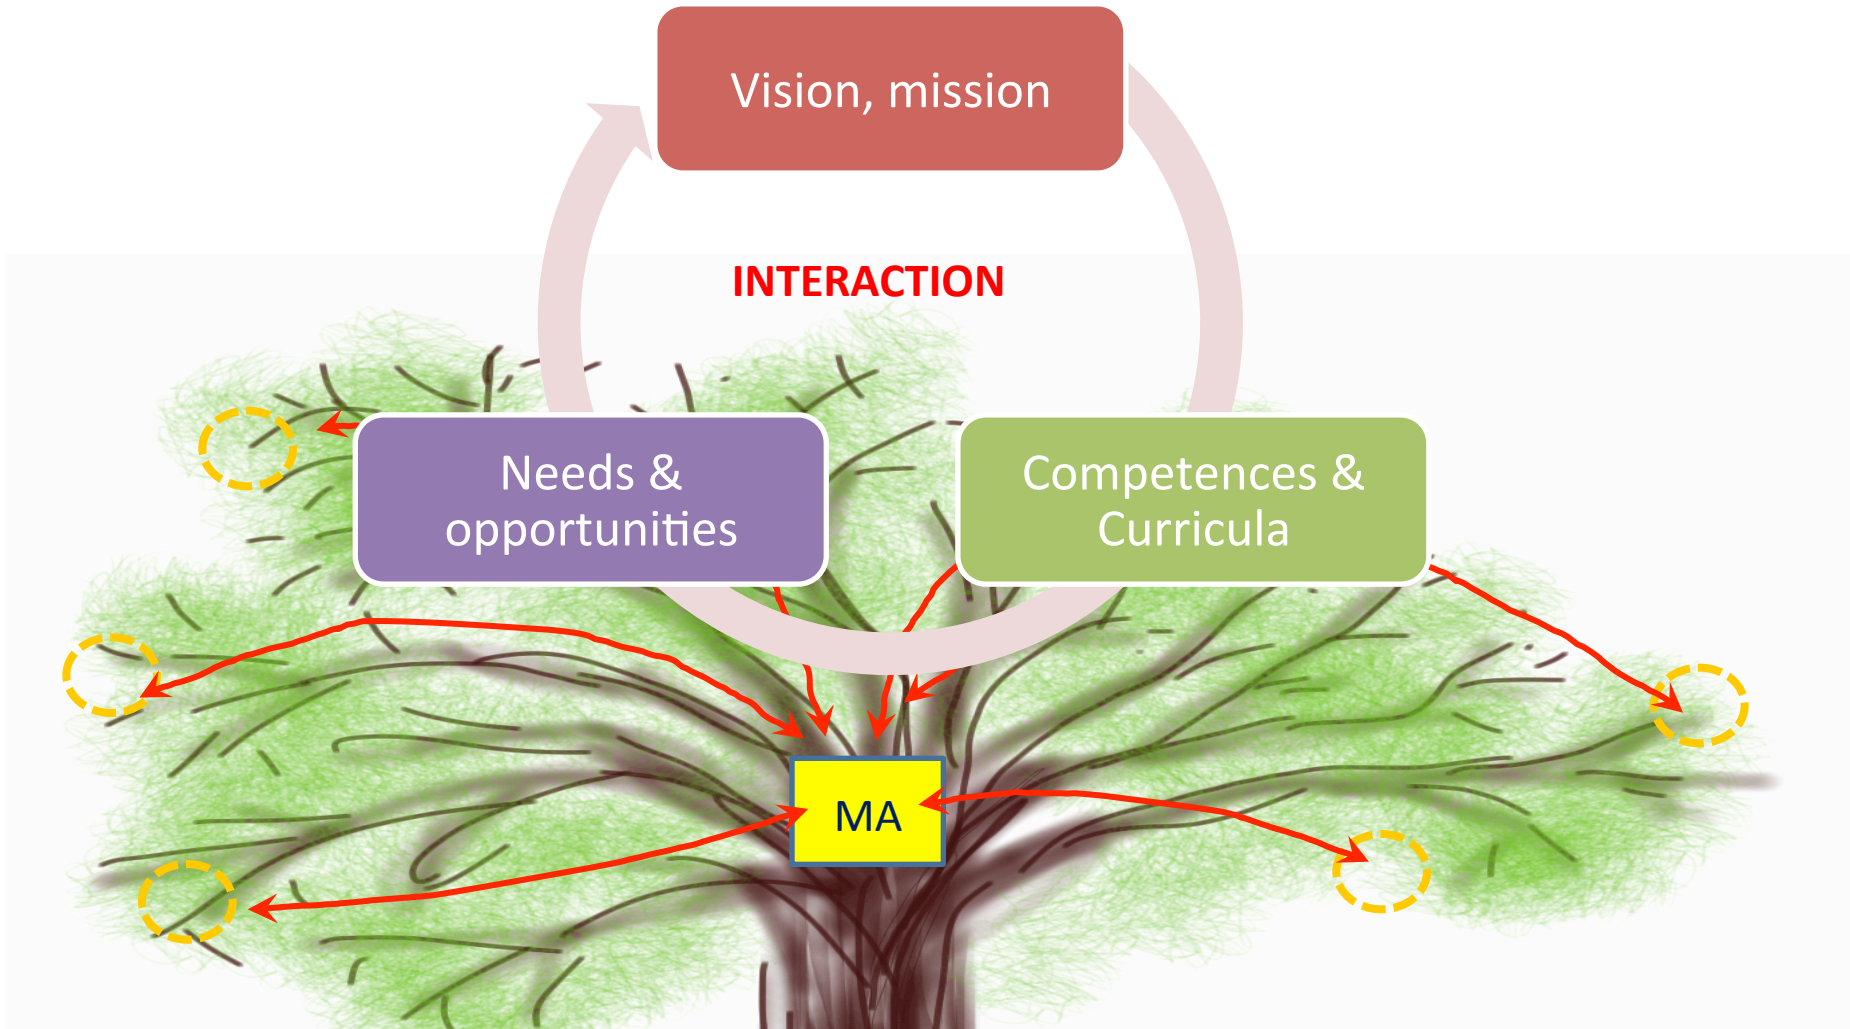 Vision, mission
INTERACTION
Needs &
opportunities
Competences &
Curricula
MA